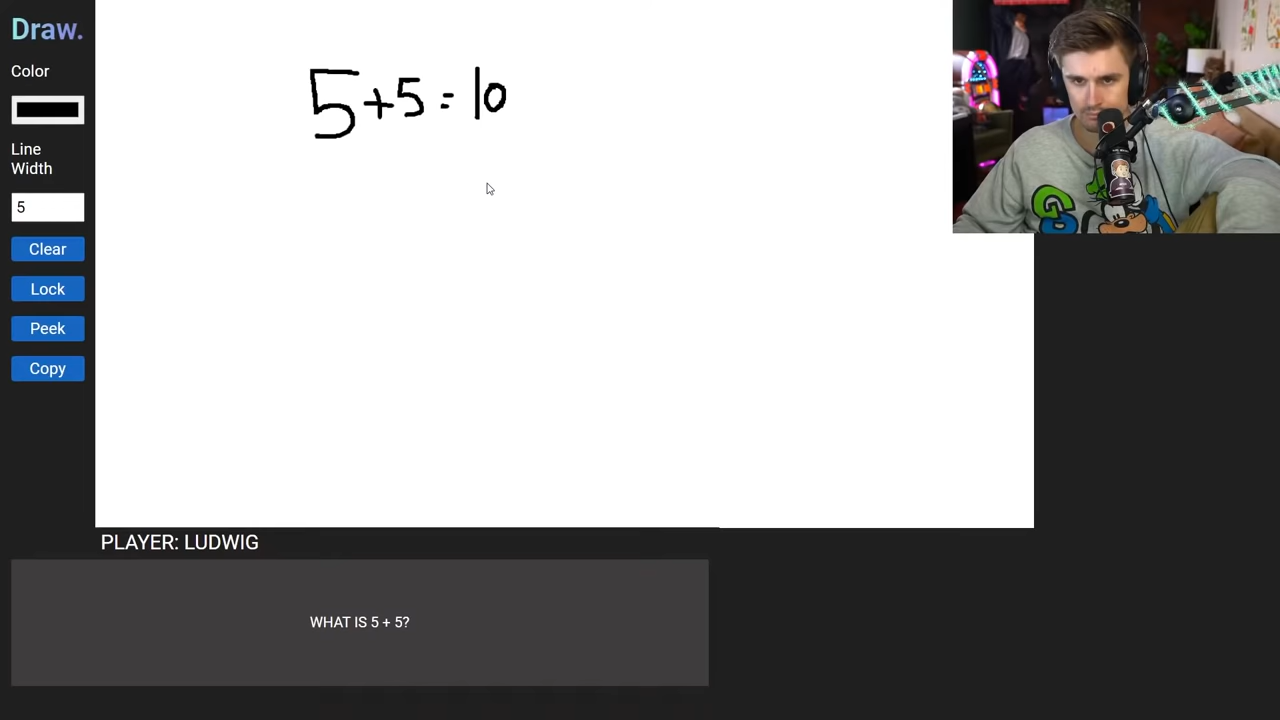 Draw.
Color
Line
Width
5
Clear
Lock
Peek
Copy
5+5=10
PLAYER: LUDWIG
WHAT IS 5 + 5?